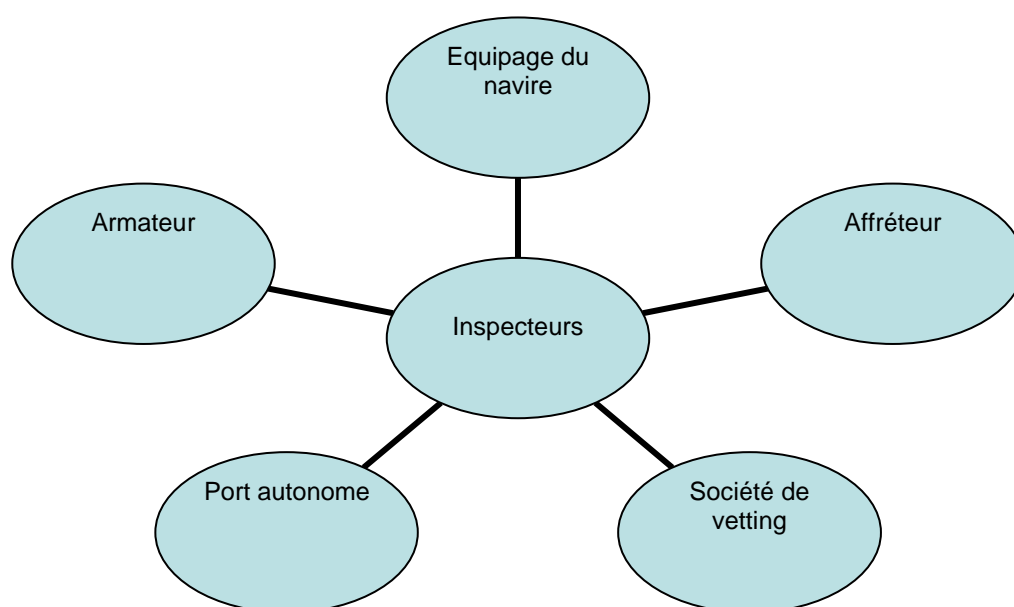 Equipage du
navire
Armateur
Affréteur
Inspecteurs
Port autonome
Société de
vetting